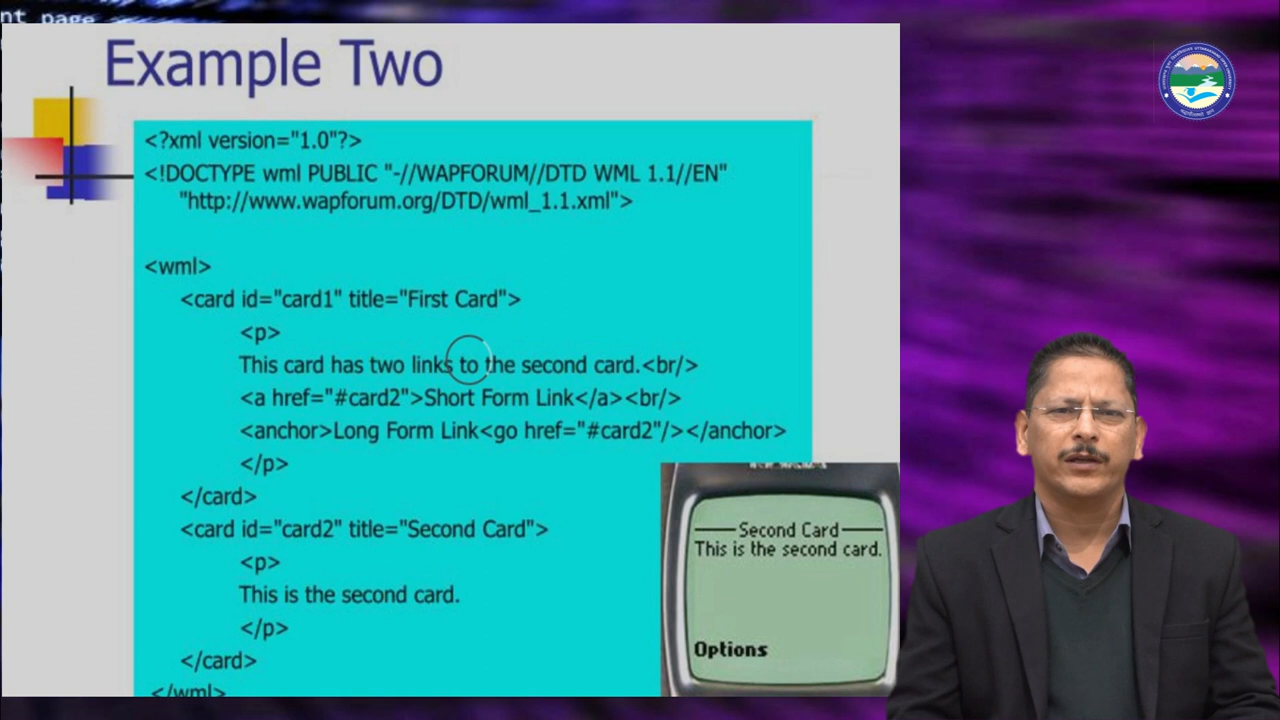 nt page
Example Two
<?xml version="1.0"?>
<!DOCTYPE wml PUBLIC "-//WAPFORUM//DTD WML 1.1//EN"
"http://www.wapforum.org/DTD/wml_1.1.xml">
<wml>
<card id="card1" title="First Card">
<p>
This card has two links to the second card.<br/>
<a href="#card2">Short Form Link</a><br/>
<anchor>Long Form Link<go href="#card2"/></anchor>
</p>
</card>
<card id="card2" title="Second Card">
<p>
This is the second card.
</p>
</card>
</wml>
Second Card
This is the second card.
Options